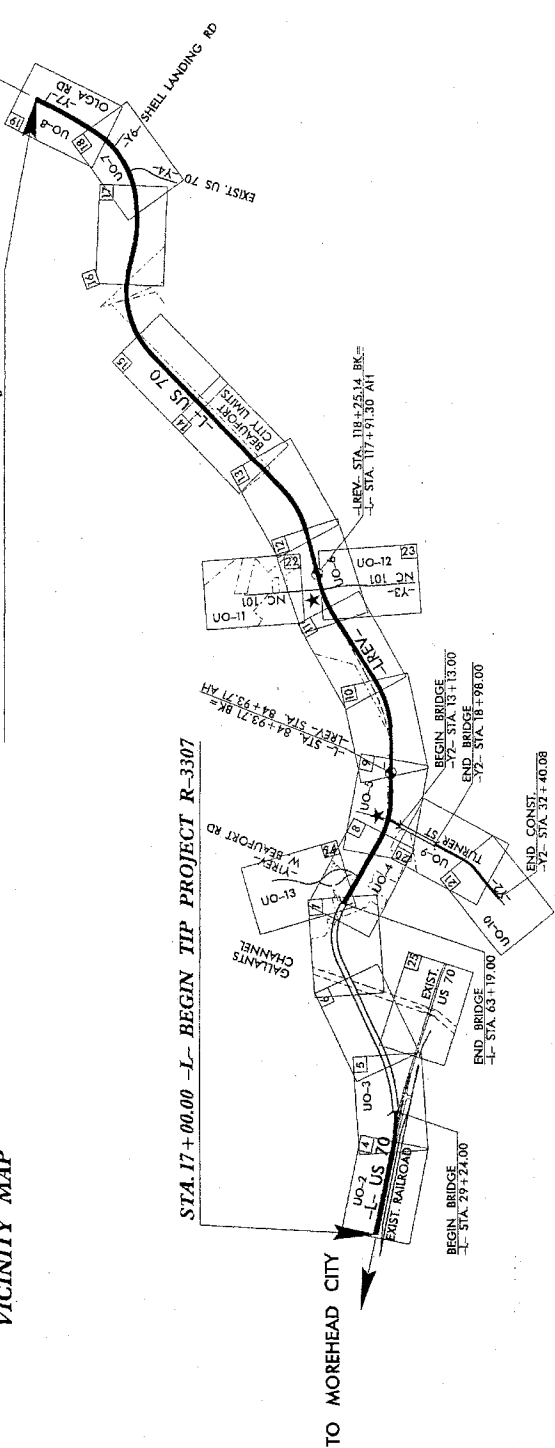 VICINITY MAP
STA. 17+00.00 -L- BEGIN TIP PROJECT R-3307
TO MOREHEAD CITY
UO-2
4
-L- US 70
EXIST. RAILROAD
BEGIN BRIDGE
-L- STA. 29+24.00
UO-3
5
6
EXIST.
US 70
25
GALLANTS
CHANNEL
7
END BRIDGE
-L- STA. 63+19.00
UO-13
24
-Y1REV-
W. BEAUFORT RD
UO-4
8
UO-5
9
20
UO-9
TURNER ST
21
UO-10
-Y2-
END CONST.
-Y2- STA. 32+40.08
BEGIN BRIDGE
-Y2- STA. 13+13.00
END BRIDGE
-Y2- STA. 18+98.00
-L- STA. 84+93.71 BK=
-LREV- STA. 84+93.71 AH
10
-LREV-
11
UO-11
NC 101
22
UO-6
UO-12
NC 101
-Y3-
23
-LREV- STA. 118+25.14 BK=
-L- STA. 117+91.30 AH
12
13
BEAUFORT
CITY LIMITS
14
-L- US 70
15
16
17
EXIST. US 70
-Y4-
UO-7
-Y6- SHELL LANDING RD
18
UO-8
-Y7-
OLGA RD
19